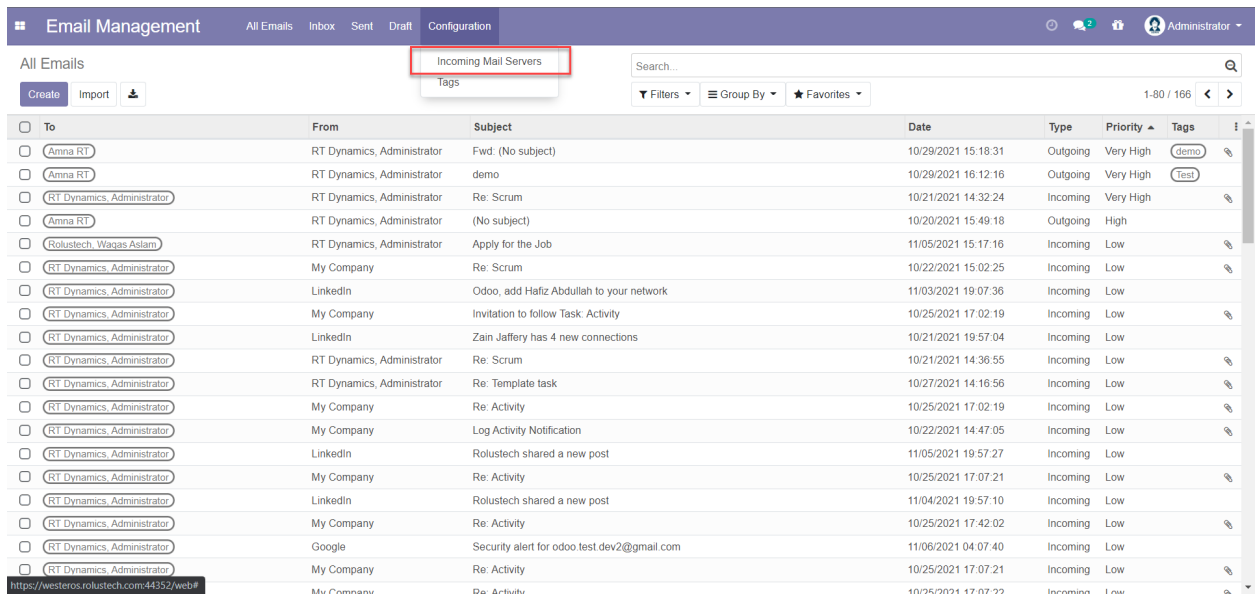 Email Management All Emails Inbox Sent Draft Configuration 2 Administrator
All Emails Incoming Mail Servers Search...
Create Import Tags Filters Group By Favorites 1-80 / 166
To From Subject Date Type Priority Tags
Amna RT RT Dynamics, Administrator Fwd: (No subject) 10/29/2021 15:18:31 Outgoing Very High demo
Amna RT RT Dynamics, Administrator demo 10/29/2021 16:12:16 Outgoing Very High Test
RT Dynamics, Administrator RT Dynamics, Administrator Re: Scrum 10/21/2021 14:32:24 Incoming Very High
Amna RT RT Dynamics, Administrator (No subject) 10/20/2021 15:49:18 Outgoing High
Rolustech, Waqas Aslam RT Dynamics, Administrator Apply for the Job 11/05/2021 15:17:16 Incoming Low
RT Dynamics, Administrator My Company Re: Scrum 10/22/2021 15:02:25 Incoming Low
RT Dynamics, Administrator LinkedIn Odoo, add Hafiz Abdullah to your network 11/03/2021 19:07:36 Incoming Low
RT Dynamics, Administrator My Company Invitation to follow Task: Activity 10/25/2021 17:02:19 Incoming Low
RT Dynamics, Administrator LinkedIn Zain Jaffery has 4 new connections 10/21/2021 19:57:04 Incoming Low
RT Dynamics, Administrator RT Dynamics, Administrator Re: Scrum 10/21/2021 14:36:55 Incoming Low
RT Dynamics, Administrator RT Dynamics, Administrator Re: Template task 10/27/2021 14:16:56 Incoming Low
RT Dynamics, Administrator My Company Re: Activity 10/25/2021 17:02:19 Incoming Low
RT Dynamics, Administrator My Company Log Activity Notification 10/22/2021 14:47:05 Incoming Low
RT Dynamics, Administrator LinkedIn Rolustech shared a new post 11/05/2021 19:57:27 Incoming Low
RT Dynamics, Administrator My Company Re: Activity 10/25/2021 17:07:21 Incoming Low
RT Dynamics, Administrator LinkedIn Rolustech shared a new post 11/04/2021 19:57:10 Incoming Low
RT Dynamics, Administrator My Company Re: Activity 10/25/2021 17:42:02 Incoming Low
RT Dynamics, Administrator Google Security alert for odoo.test.dev2@gmail.com 11/06/2021 04:07:40 Incoming Low
RT Dynamics, Administrator My Company Re: Activity 10/25/2021 17:07:21 Incoming Low
https://westeros.rolustech.com:44352/web# My Company Re: Activity 10/25/2021 17:07:22 Incoming Low